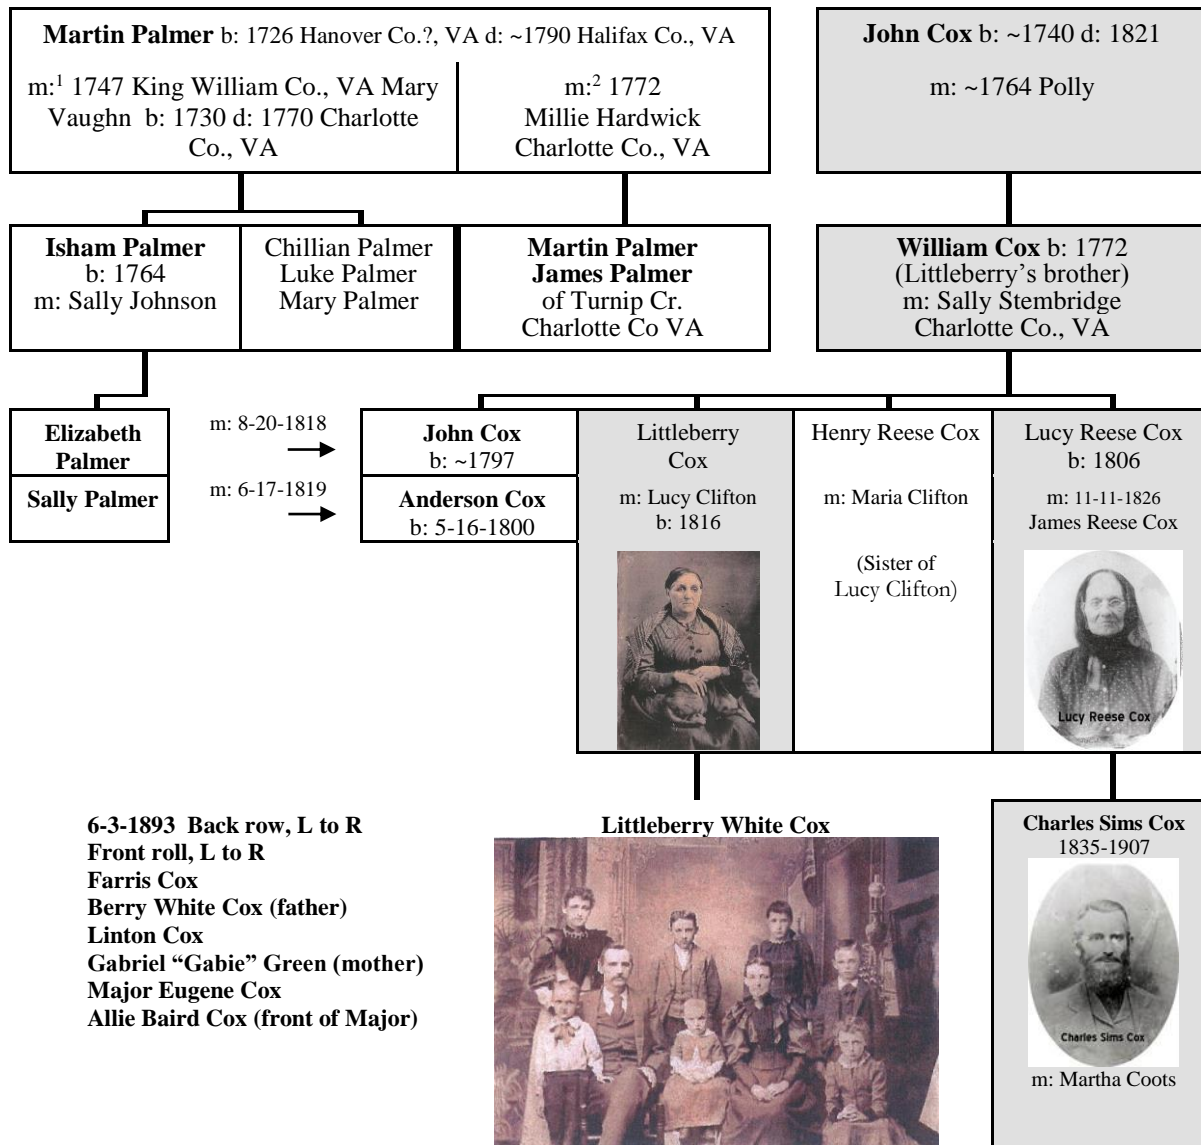 Martin Palmer b: 1726 Hanover Co.?, VA d: ~1790 Halifax Co., VA
m:1 1747 King William Co., VA Mary
Vaughn b: 1730 d: 1770 Charlotte
Co., VA
m:2 1772
Millie Hardwick
Charlotte Co., VA
John Cox b: ~1740 d: 1821
m: ~1764 Polly
Isham Palmer
b: 1764
m: Sally Johnson
Chillian Palmer
Luke Palmer
Mary Palmer
Martin Palmer
James Palmer
of Turnip Cr.
Charlotte Co VA
William Cox b: 1772
(Littleberry’s brother)
m: Sally Stembridge
Charlotte Co., VA
Elizabeth
Palmer
m: 8-20-1818
John Cox
b: ~1797
Sally Palmer
m: 6-17-1819
Anderson Cox
b: 5-16-1800
Littleberry
Cox
m: Lucy Clifton
b: 1816
Henry Reese Cox
m: Maria Clifton
(Sister of
Lucy Clifton)
Lucy Reese Cox
b: 1806
m: 11-11-1826
James Reese Cox
Lucy Reese Cox
6-3-1893 Back row, L to R
Front roll, L to R
Farris Cox
Berry White Cox (father)
Linton Cox
Gabriel “Gabie” Green (mother)
Major Eugene Cox
Allie Baird Cox (front of Major)
Littleberry White Cox
Charles Sims Cox
1835-1907
Charles Sims Cox
m: Martha Coots